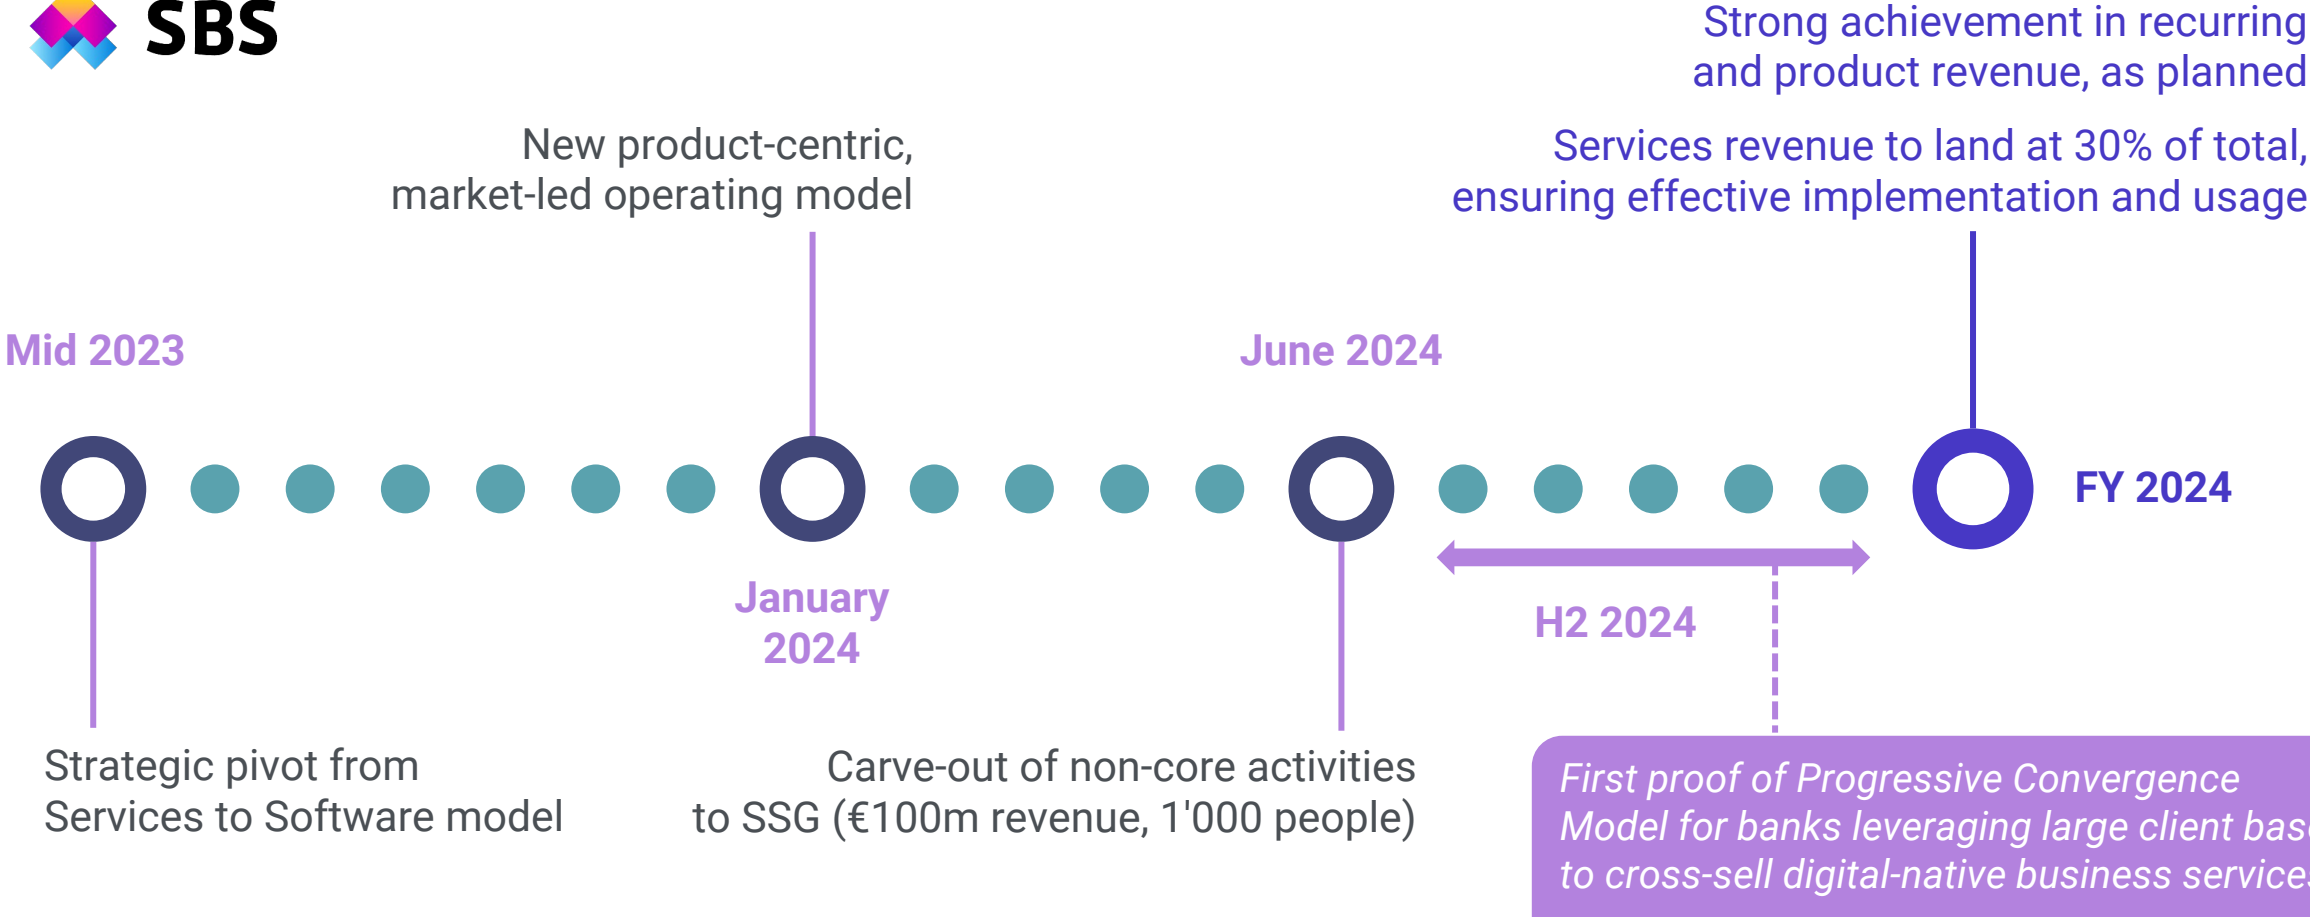 SBS
Strong achievement in recurring
and product revenue, as planned
New product-centric,
market-led operating model
Services revenue to land at 30% of total,
ensuring effective implementation and usage
Mid 2023
June 2024
FY 2024
January
2024
H2 2024
Strategic pivot from
Services to Software model
Carve-out of non-core activities
to SSG (€100m revenue, 1'000 people)
First proof of Progressive Convergence
Model for banks leveraging large client base
to cross-sell digital-native business services